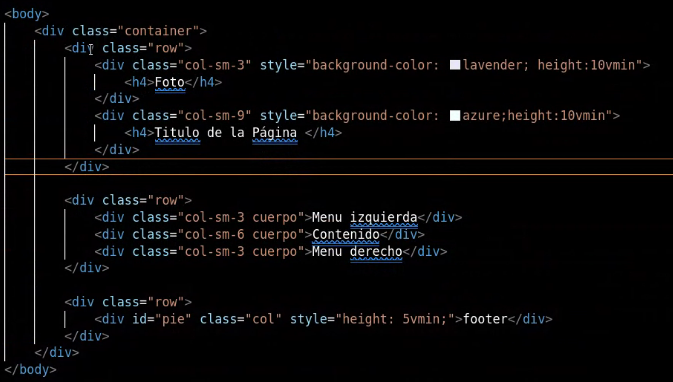 <body>
<div class="container">
<div class="row">
<div class="col-sm-3" style="background-color: lavender; height:10vmin">
<h4>Foto</h4>
</div>
<div class="col-sm-9" style="background-color: azure;height:10vmin">
<h4>Titulo de la Página </h4>
</div>
</div>
<div class="row">
<div class="col-sm-3 cuerpo">Menu izquierda</div>
<div class="col-sm-6 cuerpo">Contenido</div>
<div class="col-sm-3 cuerpo">Menu derecho</div>
</div>
<div class="row">
<div id="pie" class="col" style="height: 5vmin;">footer</div>
</div>
</div>
</body>